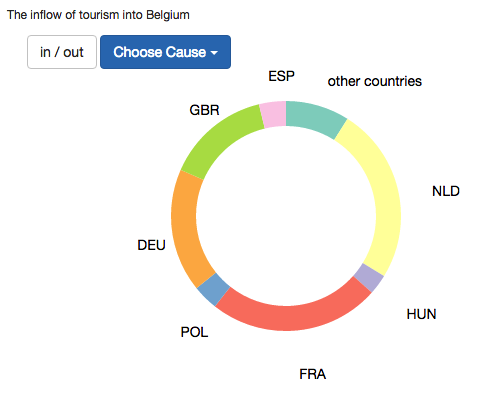 The inflow of tourism into Belgium
in / out
Choose Cause
ESP
other countries
GBR
NLD
DEU
HUN
POL
FRA